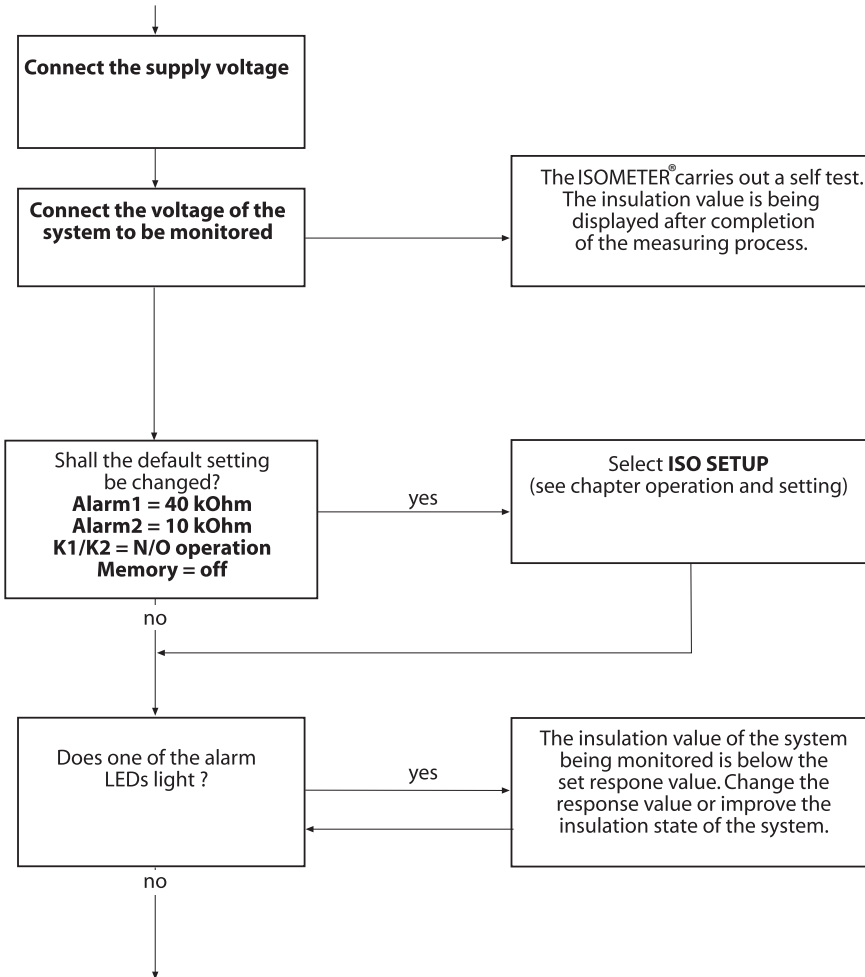 Connect the supply voltage
Connect the voltage of the
system to be monitored
The ISOMETER® carries out a self test.
The insulation value is being
displayed after completion
of the measuring process.
Shall the default setting
be changed?
Alarm1 = 40 kOhm
Alarm2 = 10 kOhm
K1/K2 = N/O operation
Memory = off
yes
Select ISO SETUP
(see chapter operation and setting)
no
Does one of the alarm
LEDs light ?
yes
The insulation value of the system
being monitored is below the
set respone value. Change the
response value or improve the
insulation state of the system.
no